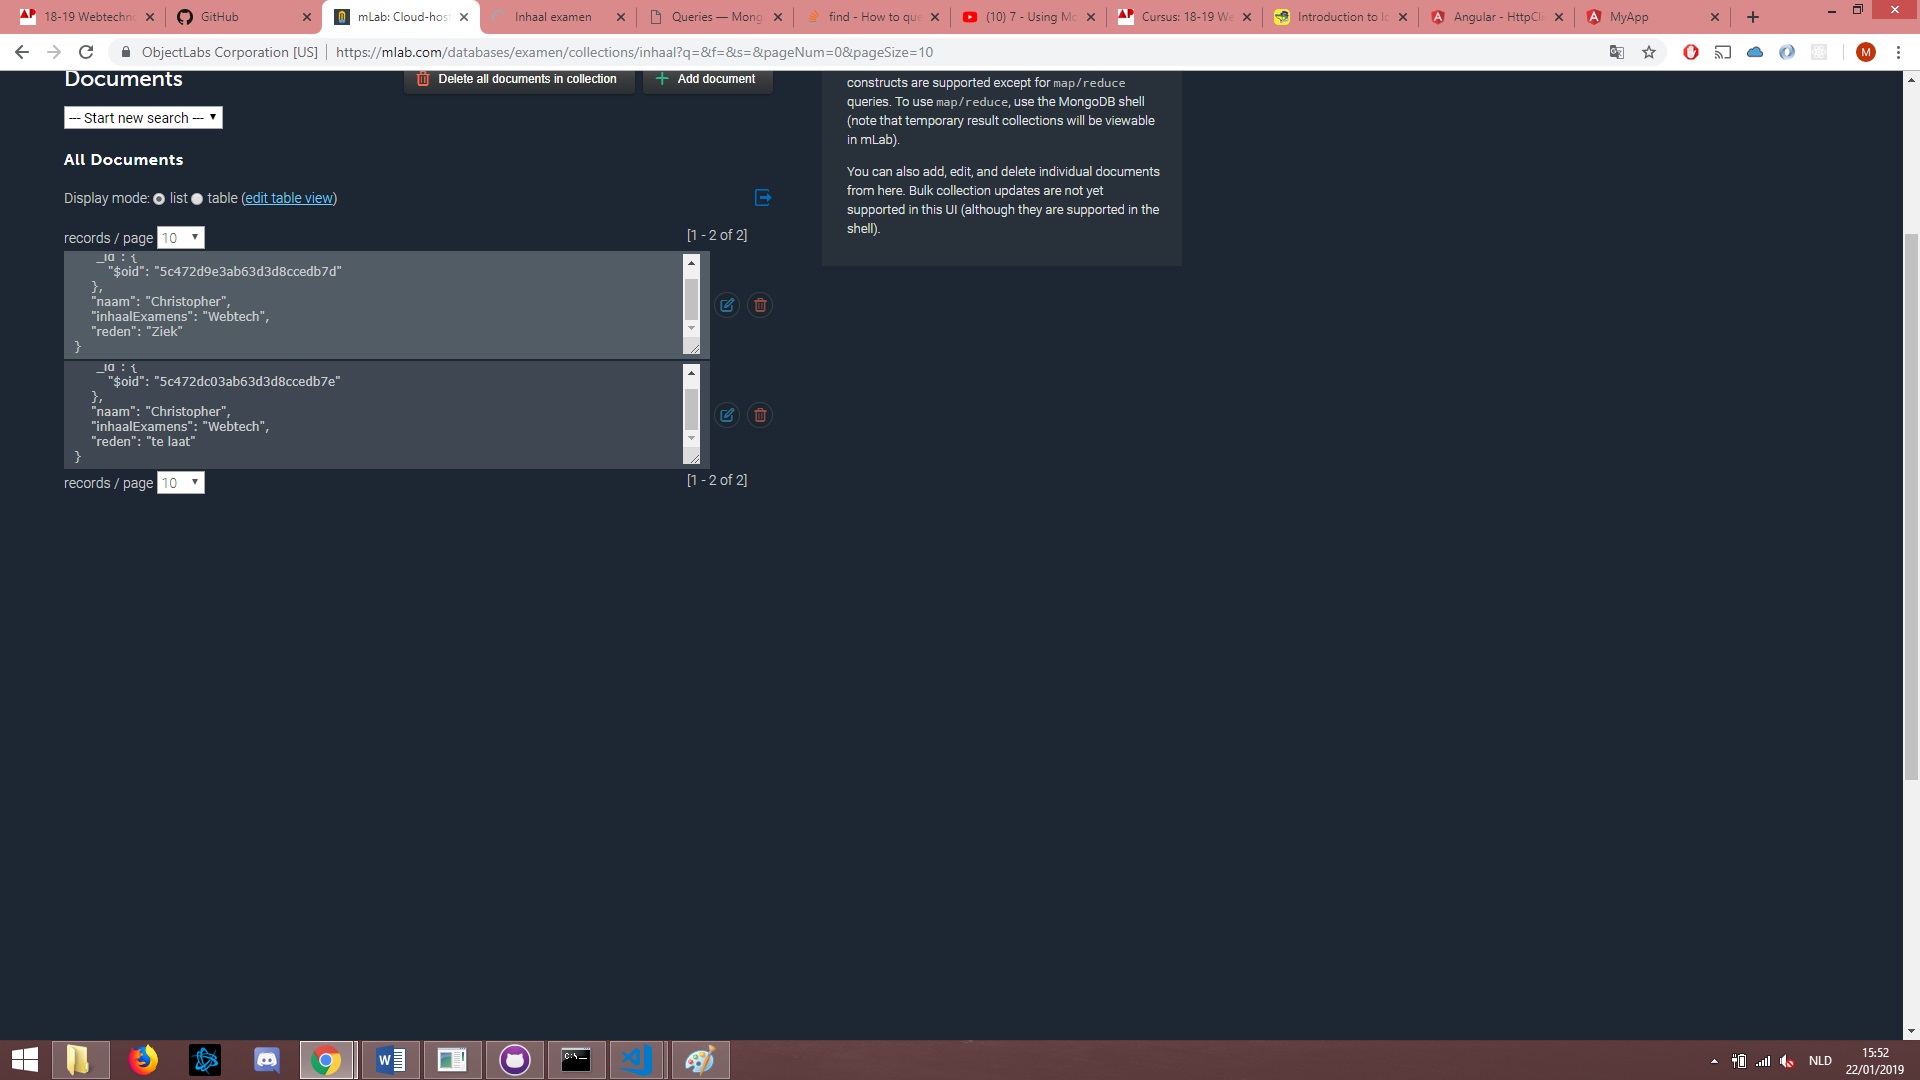 18-19 Webtechno
GitHub
mLab: Cloud-hos
Inhaal examen
Queries — Mong
find - How to que
(10) 7 - Using Mo
Cursus: 18-19 We
Introduction to Io
Angular - HttpCli
MyApp
ObjectLabs Corporation [US] | https://mlab.com/databases/examen/collections/inhaal?q=&f=&s=&pageNum=0&pageSize=10
M
Documents
Delete all documents in collection
Add document
--- Start new search ---
All Documents
Display mode: list table (edit table view)
records / page 10
[1 - 2 of 2]
"_id": {
"$oid": "5c472d9e3ab63d3d8ccedb7d"
},
"naam": "Christopher",
"inhaalExamens": "Webtech",
"reden": "Ziek"
}
"_id": {
"$oid": "5c472dc03ab63d3d8ccedb7e"
},
"naam": "Christopher",
"inhaalExamens": "Webtech",
"reden": "te laat"
}
records / page 10
[1 - 2 of 2]
constructs are supported except for map/reduce
queries. To use map/reduce, use the MongoDB shell
(note that temporary result collections will be viewable
in mLab).
You can also add, edit, and delete individual documents
from here. Bulk collection updates are not yet
supported in this UI (although they are supported in the
shell).
NLD
15:52
22/01/2019